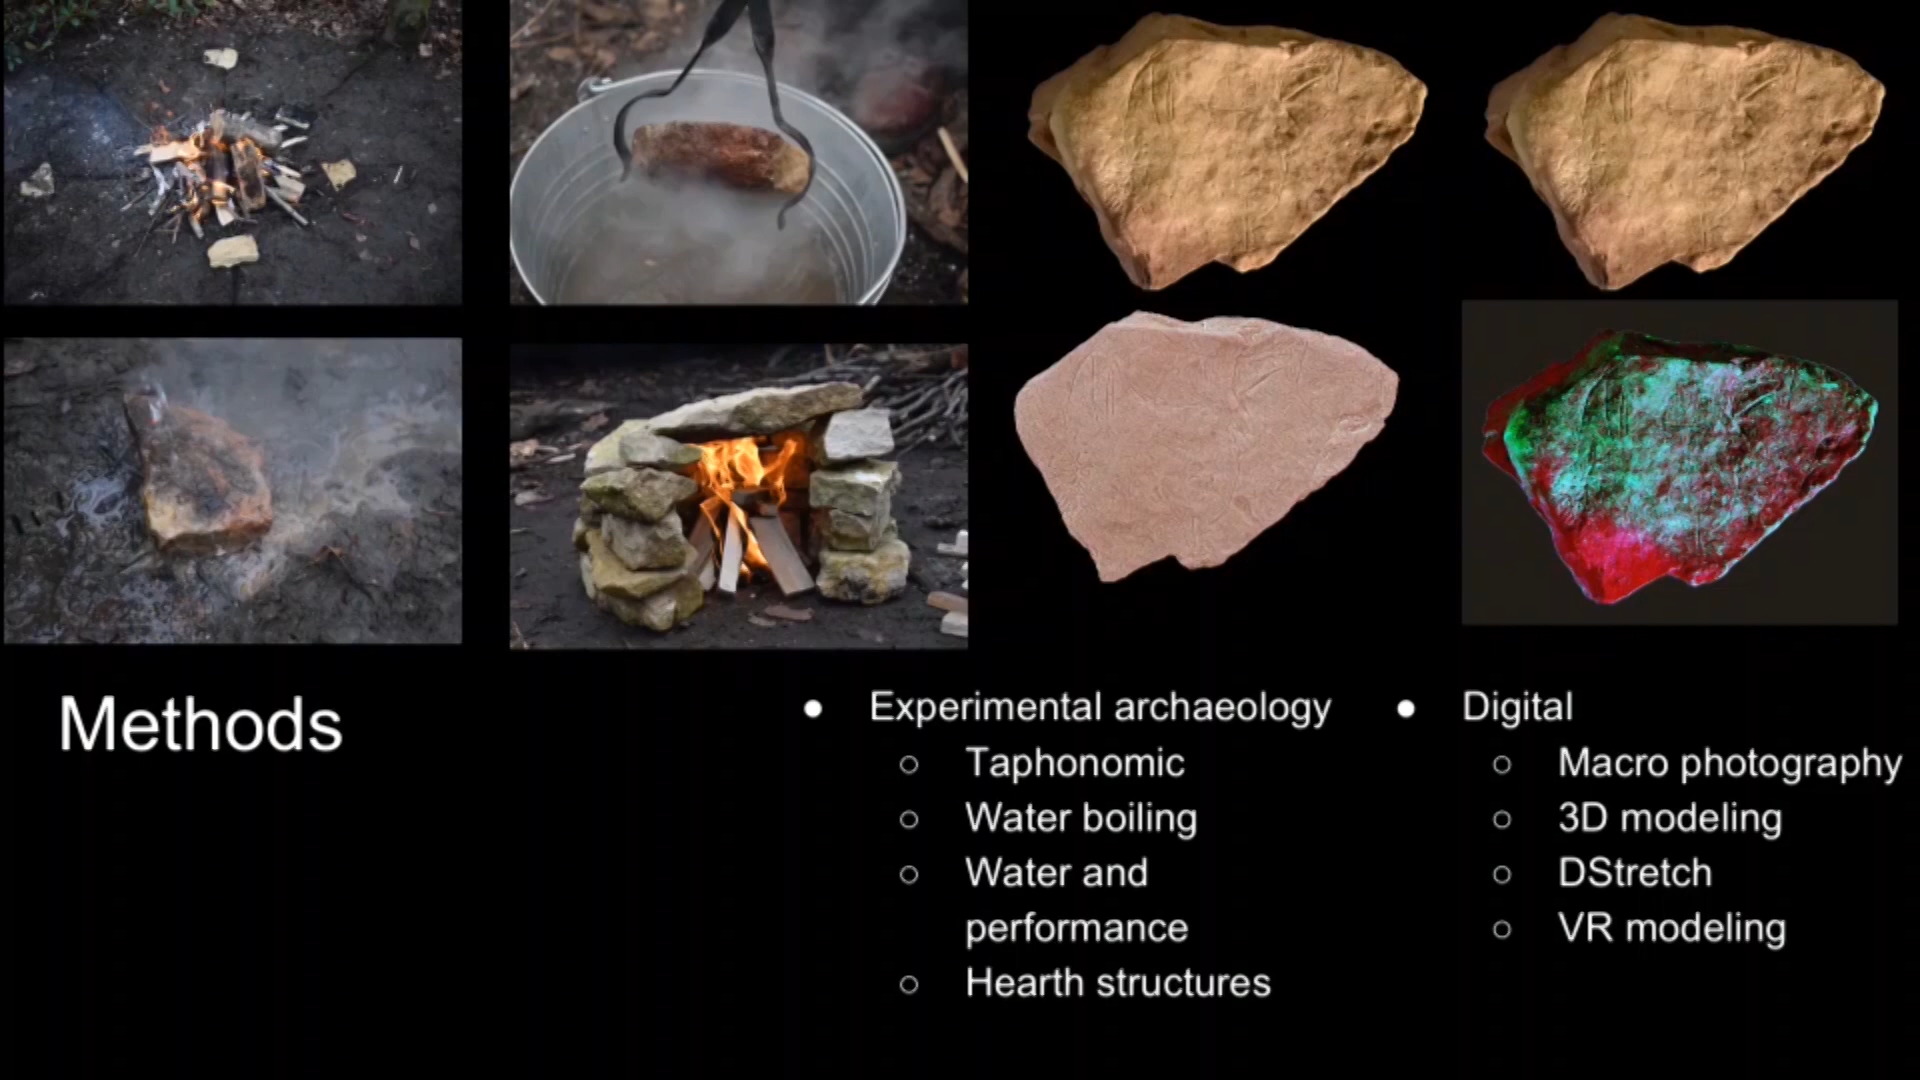 Methods
● Experimental archaeology
○ Taphonomic
○ Water boiling
○ Water and
performance
○ Hearth structures
● Digital
○ Macro photography
○ 3D modeling
○ DStretch
○ VR modeling